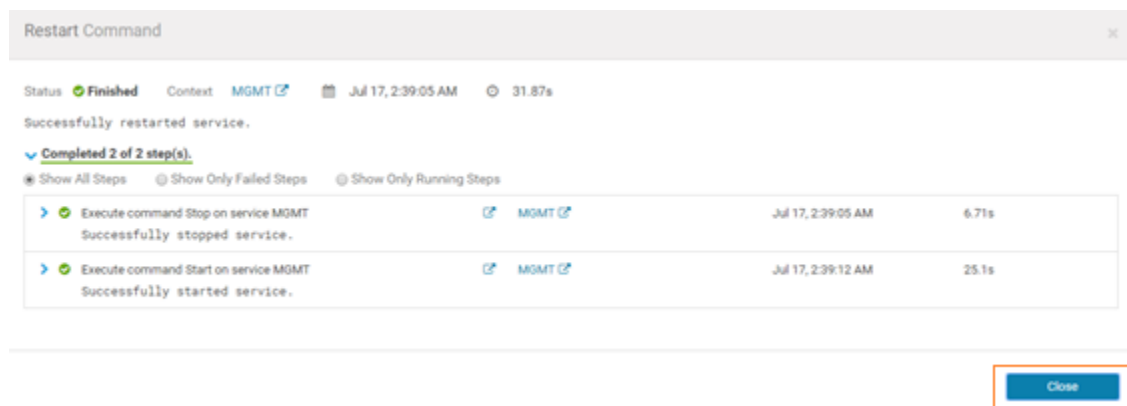 Restart Command
Status Finished Context MGMT Jul 17, 2:39:05 AM 31.87s
Successfully restarted service.
Completed 2 of 2 step(s).
Show All Steps Show Only Failed Steps Show Only Running Steps
Execute command Stop on service MGMT MGMT Jul 17, 2:39:05 AM 6.71s
Successfully stopped service.
Execute command Start on service MGMT MGMT Jul 17, 2:39:12 AM 25.1s
Successfully started service.
Close